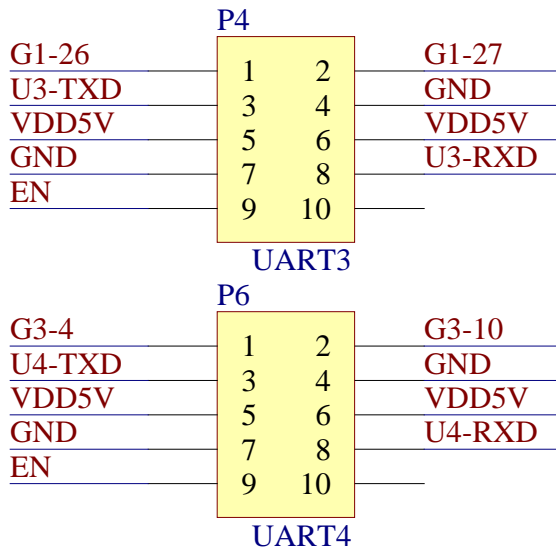 P4
G1-26 1 2 G1-27
U3-TXD 3 4 GND
VDD5V 5 6 VDD5V
GND 7 8 U3-RXD
EN 9 10
UART3
P6
G3-4 1 2 G3-10
U4-TXD 3 4 GND
VDD5V 5 6 VDD5V
GND 7 8 U4-RXD
EN 9 10
UART4